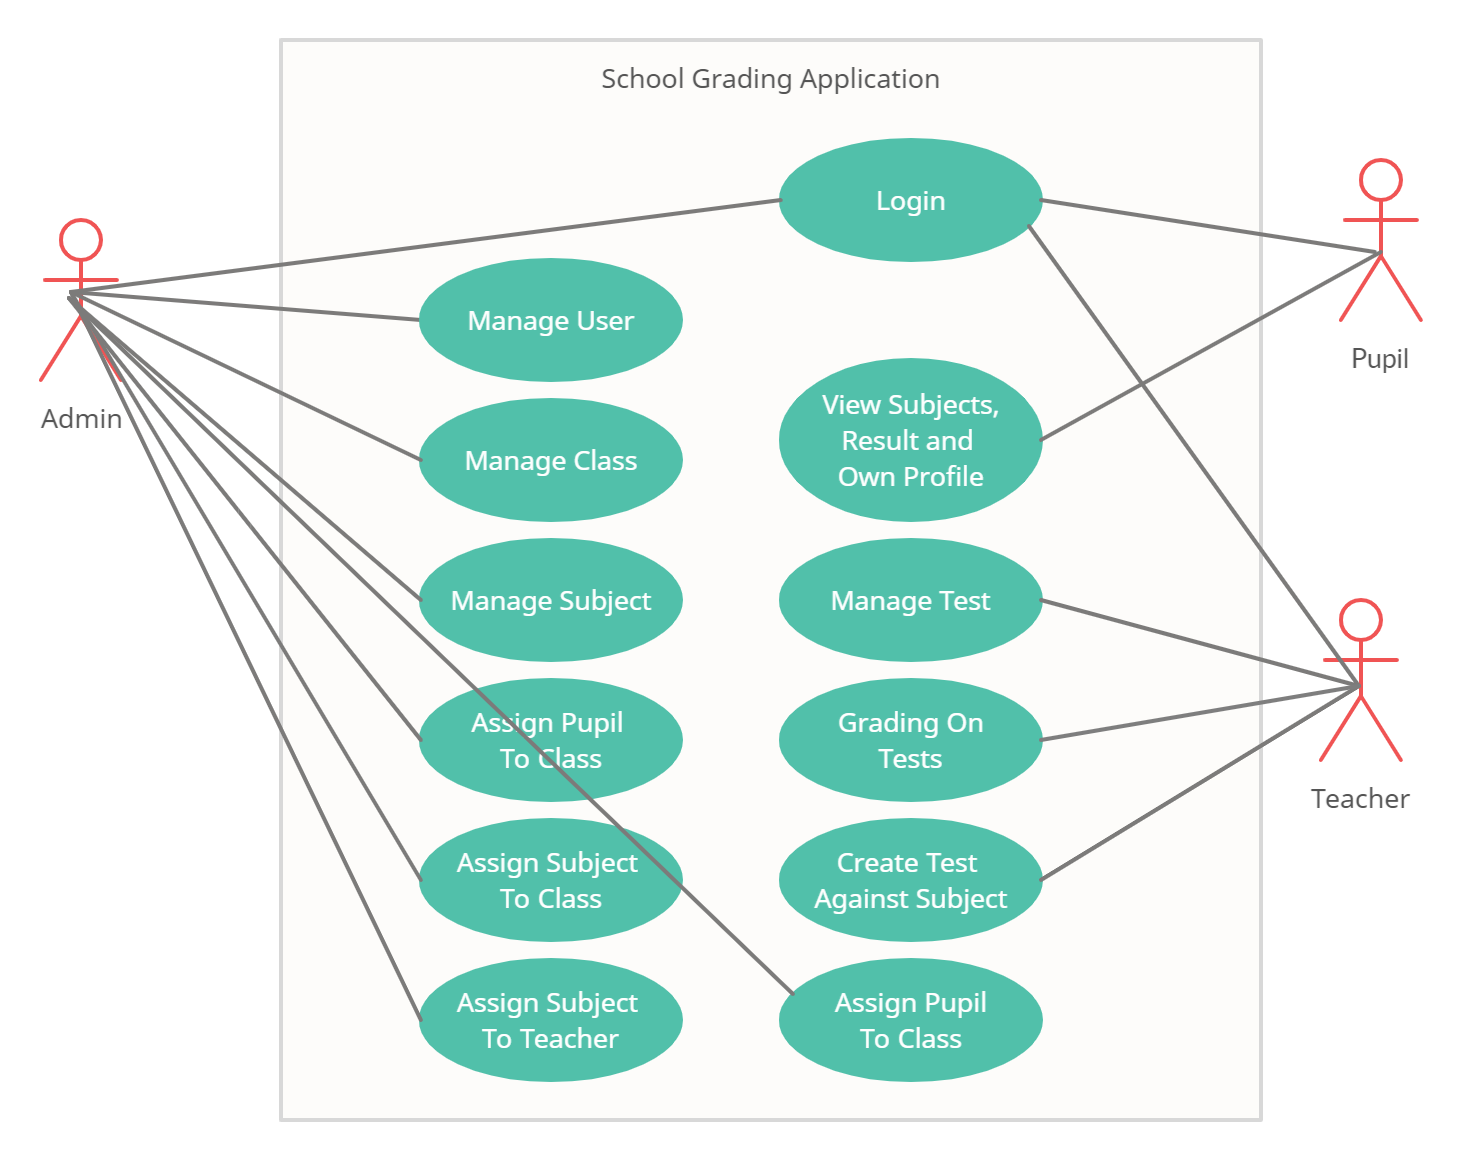 School Grading Application
Login
Manage User
Pupil
View Subjects,
Result and
Own Profile
Admin
Manage Class
Manage Subject
Manage Test
Assign Pupil
To Class
Grading On
Tests
Teacher
Assign Subject
To Class
Create Test
Against Subject
Assign Subject
To Teacher
Assign Pupil
To Class